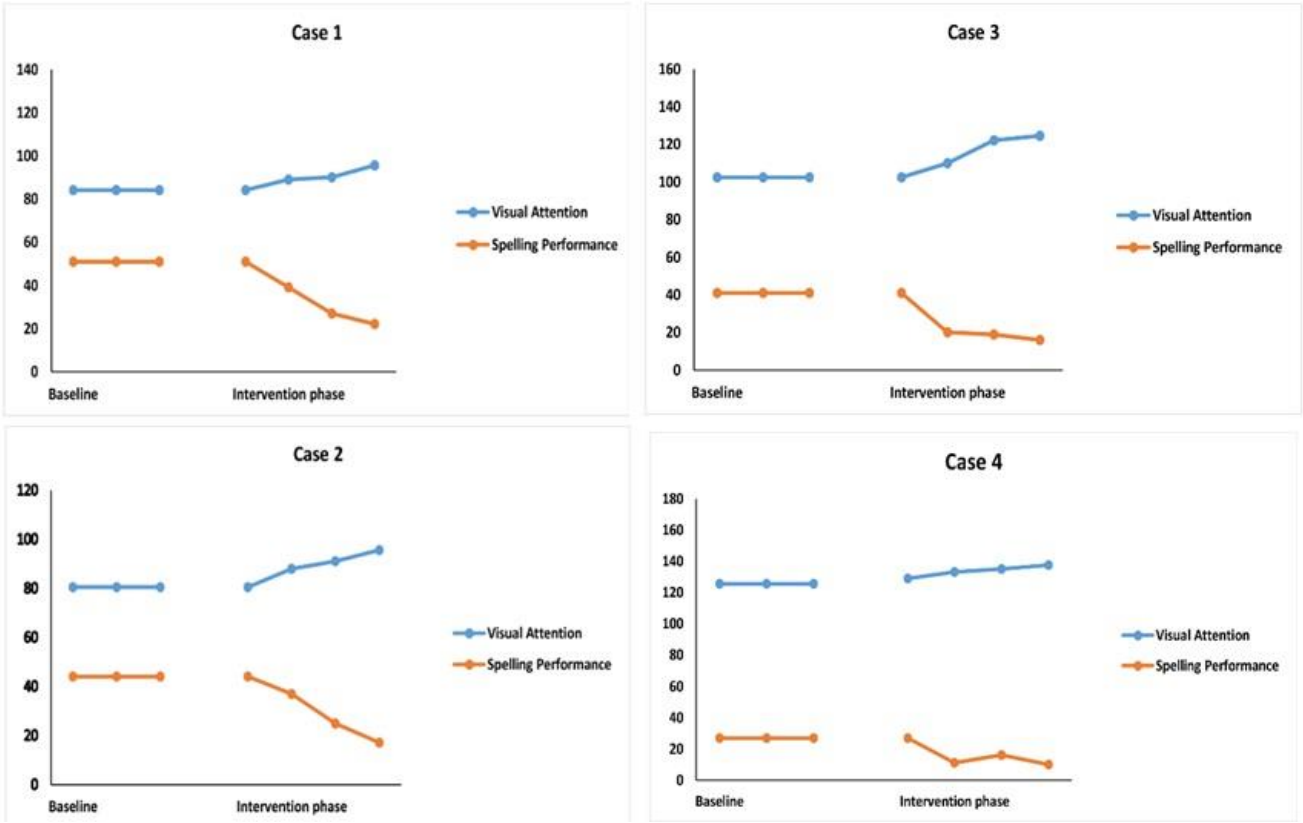 Case 1
140
120
100
80
60
40
20
0
Visual Attention
Spelling Performance
Baseline Intervention phase
Case 3
160
140
120
100
80
60
40
20
0
Visual Attention
Spelling Performance
Baseline Intervention phase
Case 2
120
100
80
60
40
20
0
Visual Attention
Spelling Performance
Baseline Intervention phase
Case 4
180
160
140
120
100
80
60
40
20
0
Visual Attention
Spelling Performance
Baseline Intervention phase